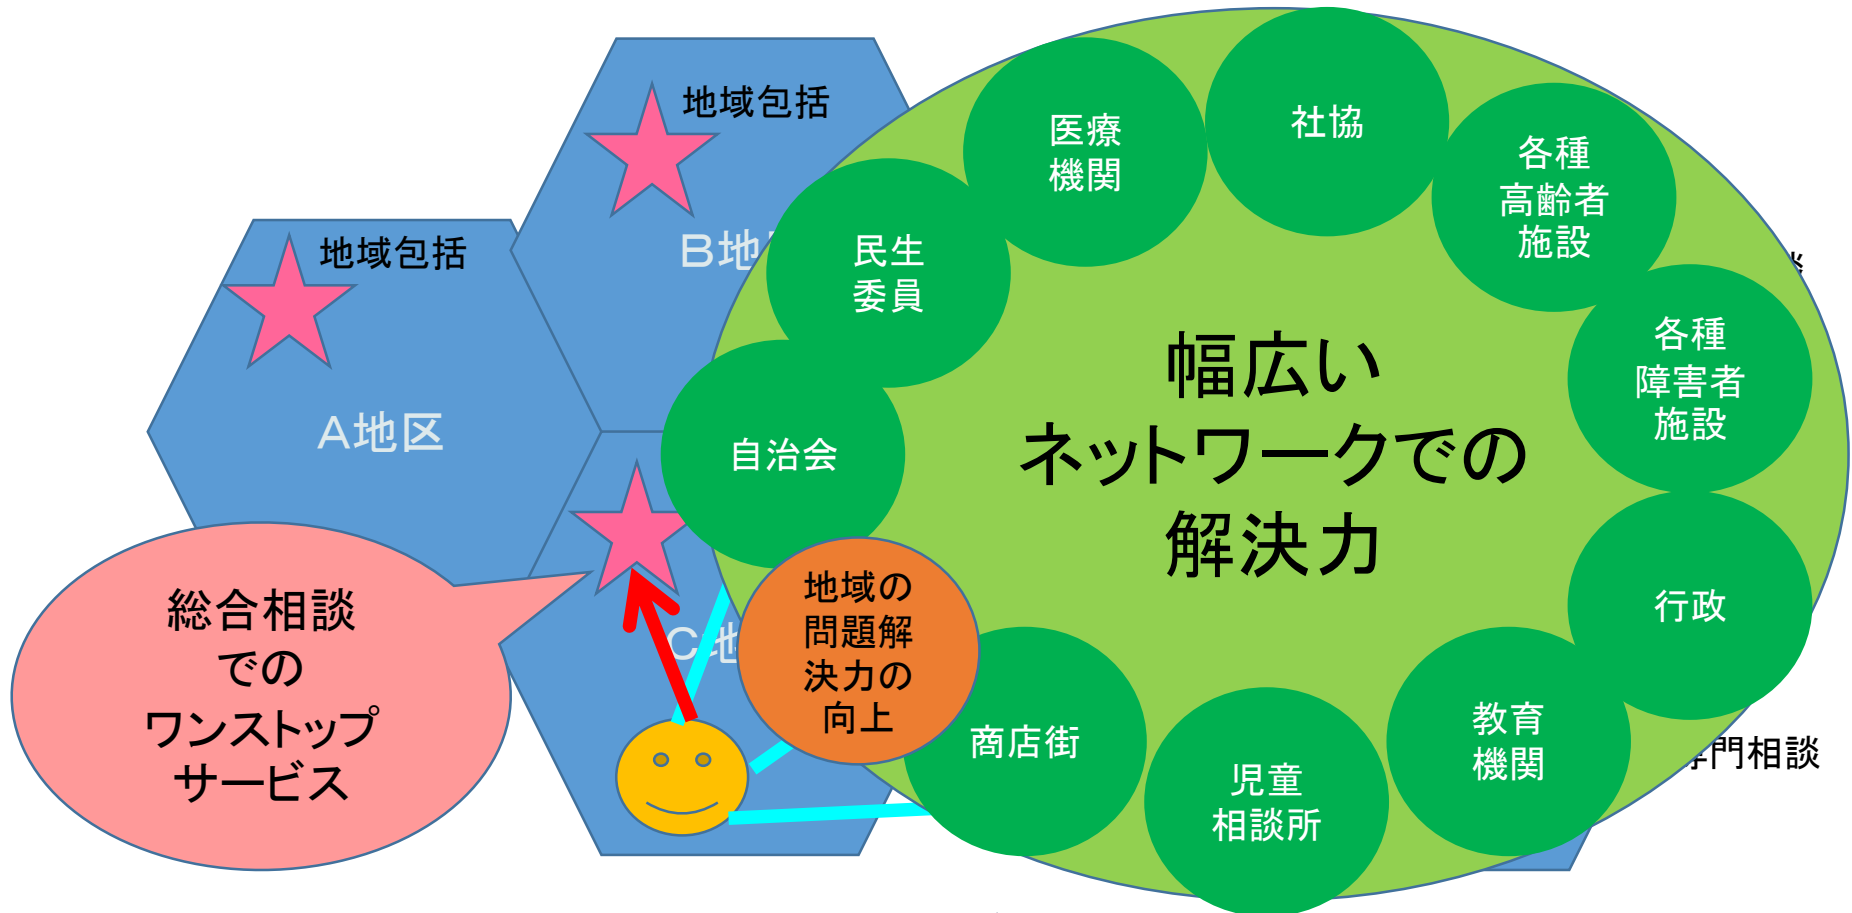 地域包括
B地
地域包括
A地区
C地
総合相談
での
ワンストップ
サービス
地域の
問題解
決力の
向上
幅広い
ネットワークでの
解決力
自治会
民生
委員
医療
機関
社協
各種
高齢者
施設
各種
障害者
施設
行政
教育
機関
児童
相談所
商店街
門相談